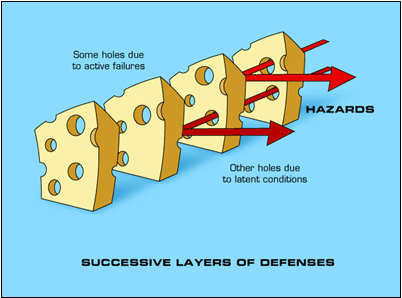 Some holes due
to active failures
HAZARDS
Other holes due
to latent conditions
SUCCESSIVE LAYERS OF DEFENSES